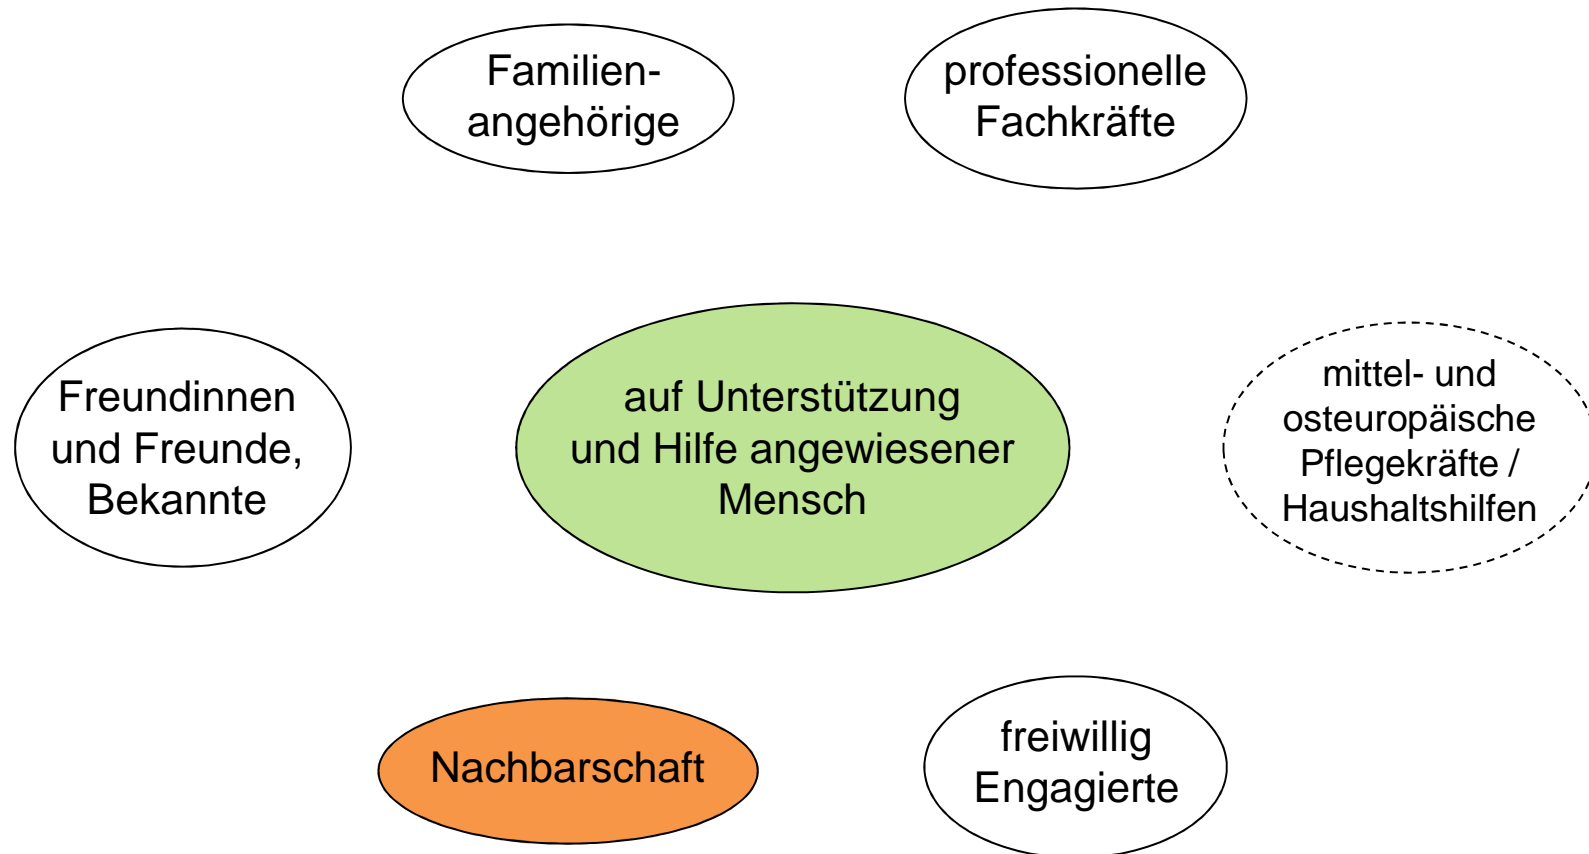 Familien-
angehörige
professionelle
Fachkräfte
Freundinnen
und Freunde,
Bekannte
auf Unterstützung
und Hilfe angewiesener
Mensch
mittel- und
osteuropäische
Pflegekräfte /
Haushaltshilfen
Nachbarschaft
freiwillig
Engagierte